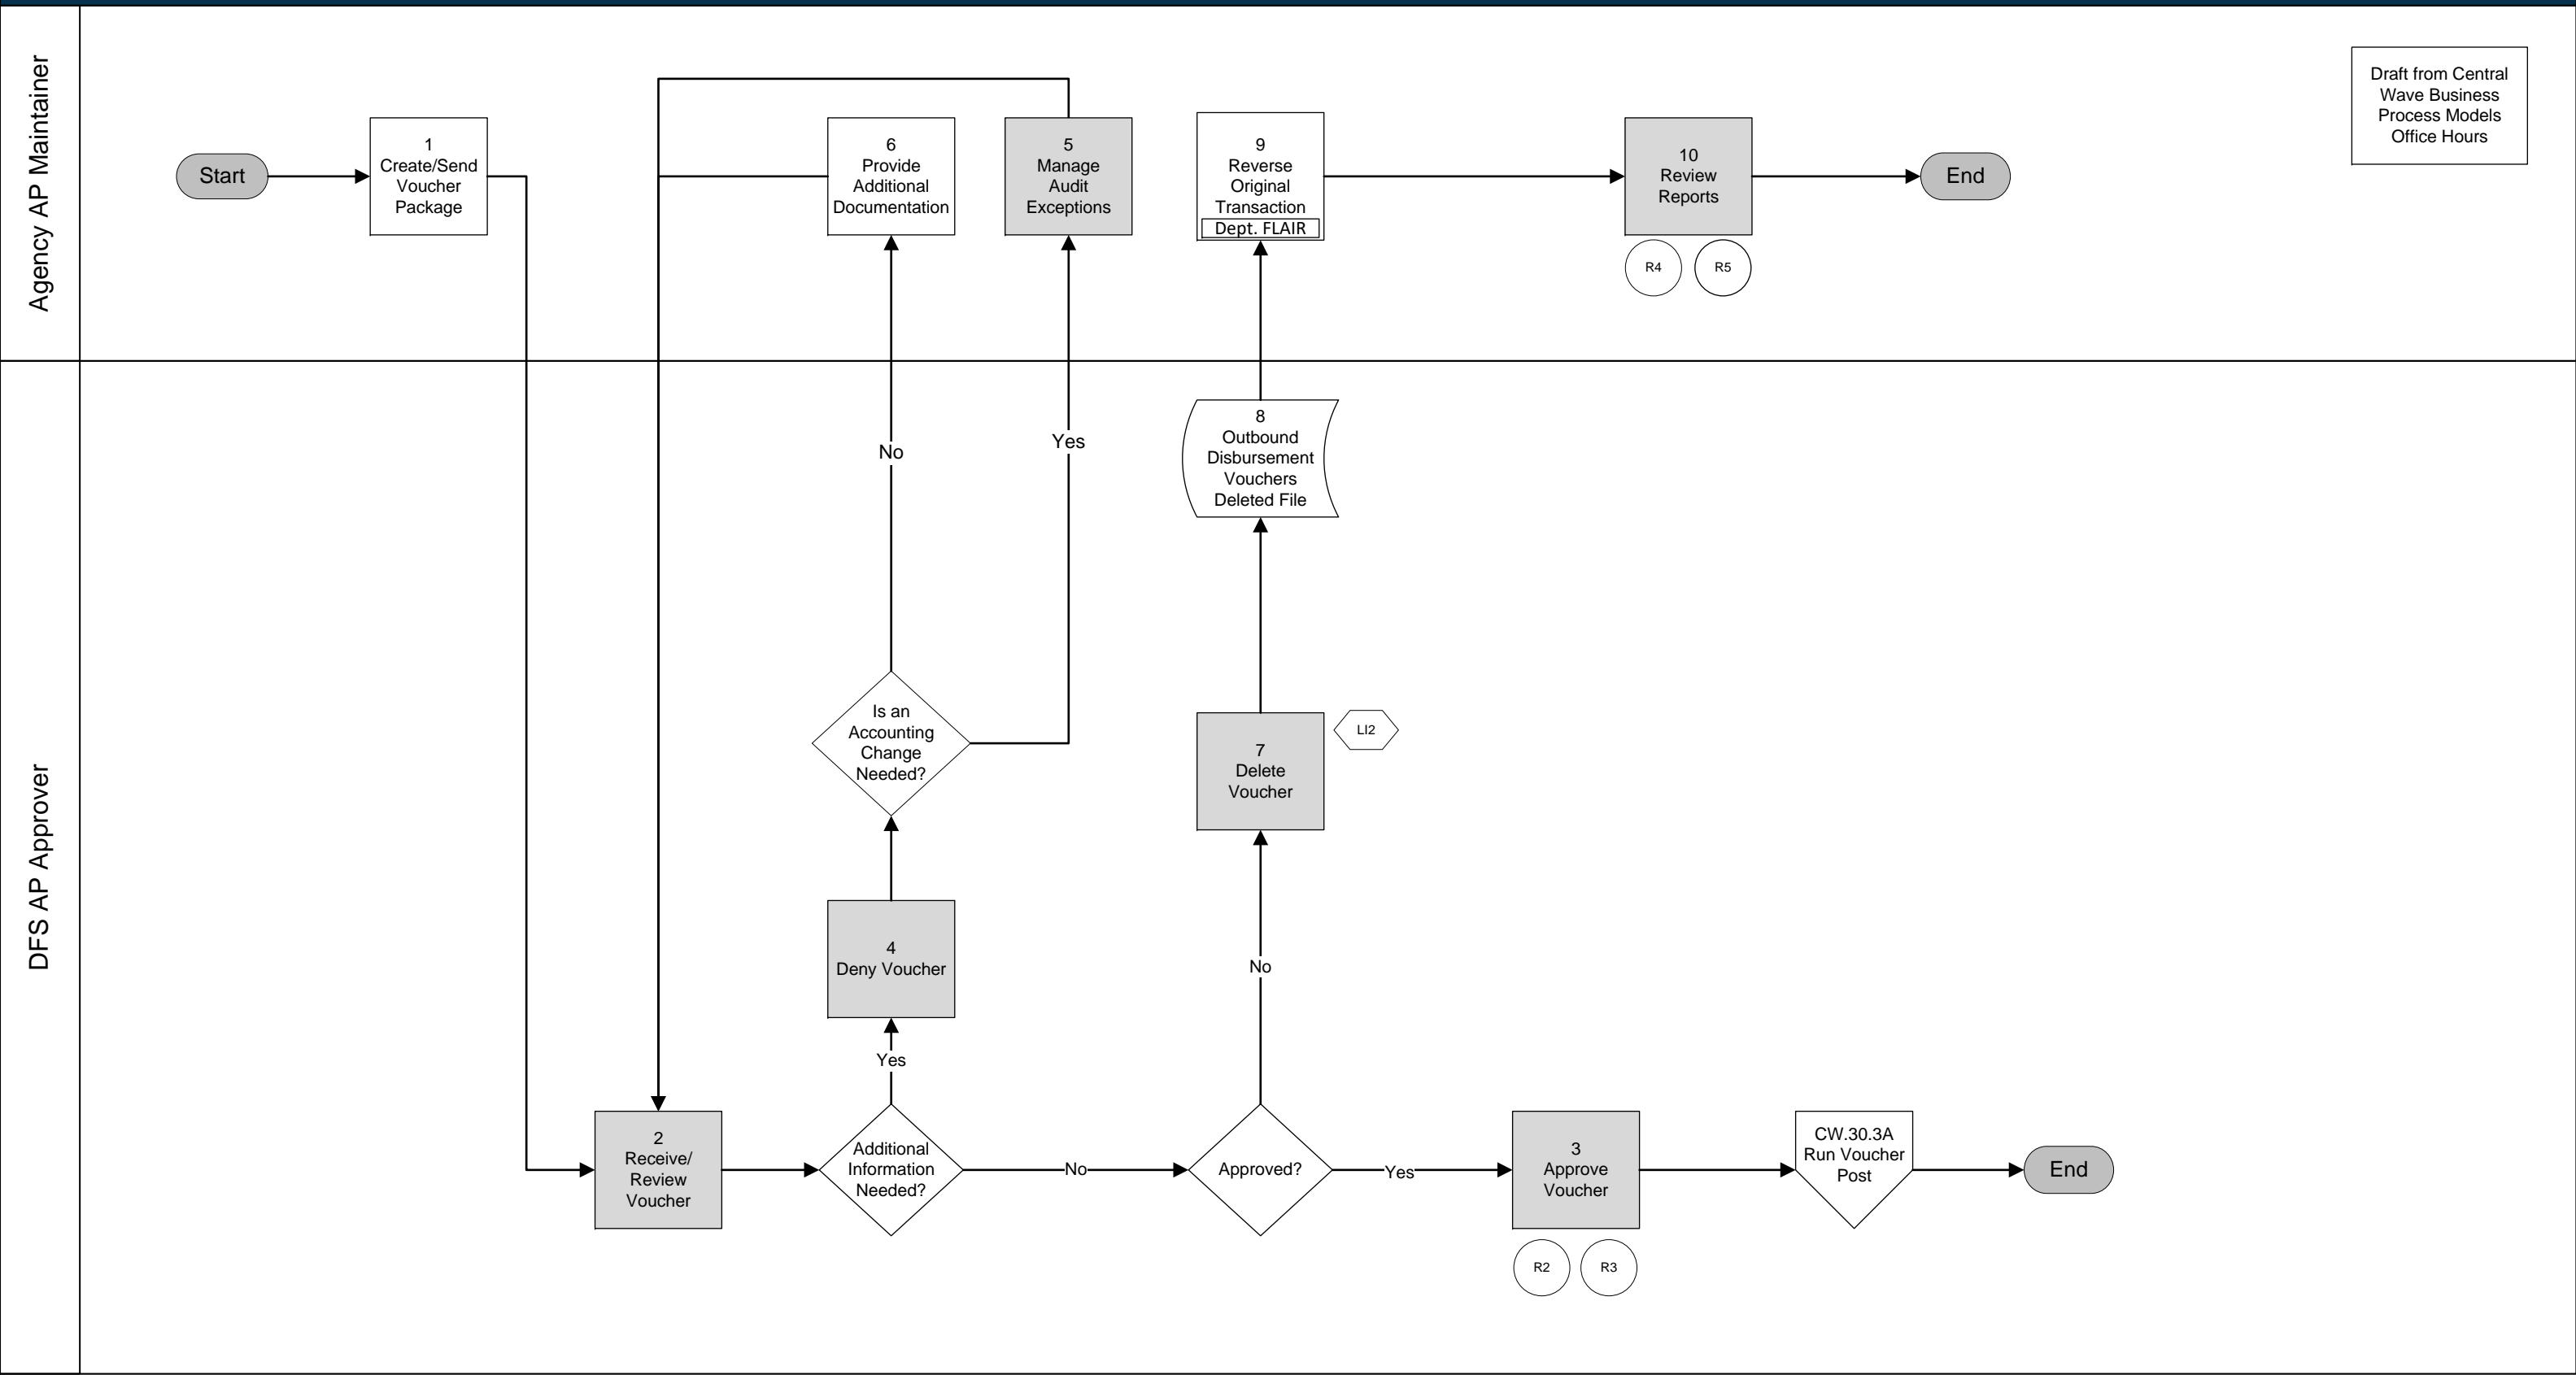 Agency AP Maintainer
Start
1
Create/Send
Voucher
Package
6
Provide
Additional
Documentation
5
Manage
Audit
Exceptions
9
Reverse
Original
Transaction
Dept. FLAIR
10
Review
Reports
R4
R5
End
Draft from Central
Wave Business
Process Models
Office Hours
DFS AP Approver
No
Yes
8
Outbound
Disbursement
Vouchers
Deleted File
Is an
Accounting
Change
Needed?
7
Delete
Voucher
LI2
4
Deny Voucher
No
Yes
2
Receive/
Review
Voucher
Additional
Information
Needed?
No
Approved?
Yes
3
Approve
Voucher
R2
R3
CW.30.3A
Run Voucher
Post
End